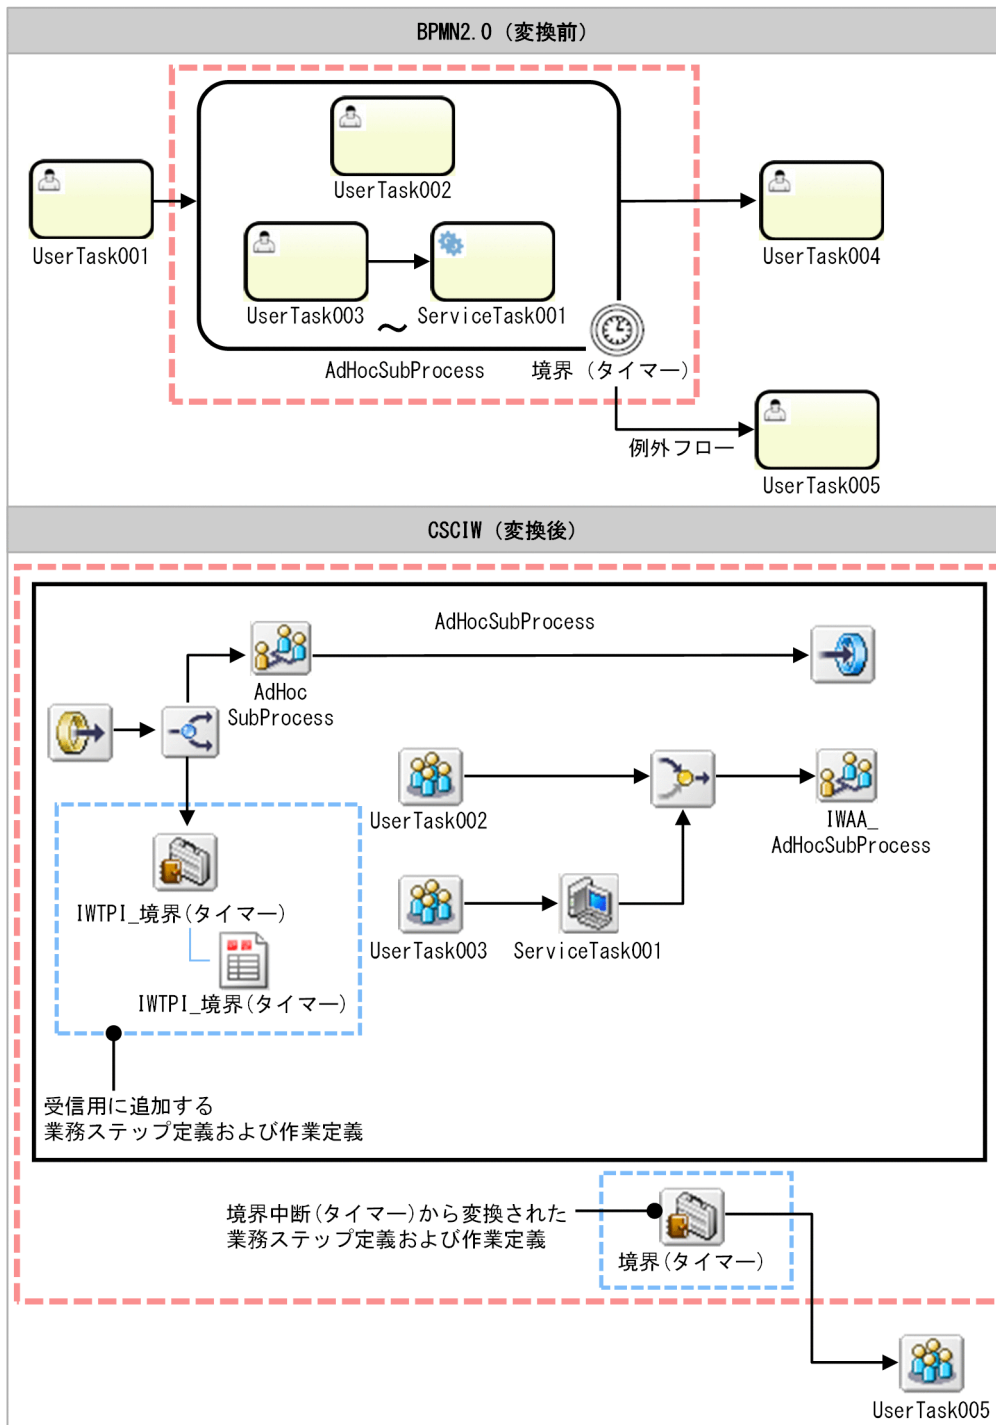 BPMN2.0 (変換前)
UserTask002
UserTask001
UserTask004
UserTask003
ServiceTask001
～
AdHocSubProcess
境界 (タイマー)
例外フロー
UserTask005
CSCIW (変換後)
AdHocSubProcess
AdHoc
SubProcess
UserTask002
IWAA_
AdHocSubProcess
IWTPI_境界(タイマー)
UserTask003
ServiceTask001
IWTPI_境界(タイマー)
受信用に追加する
業務ステップ定義および作業定義
境界中断(タイマー)から変換された
業務ステップ定義および作業定義
境界(タイマー)
UserTask005